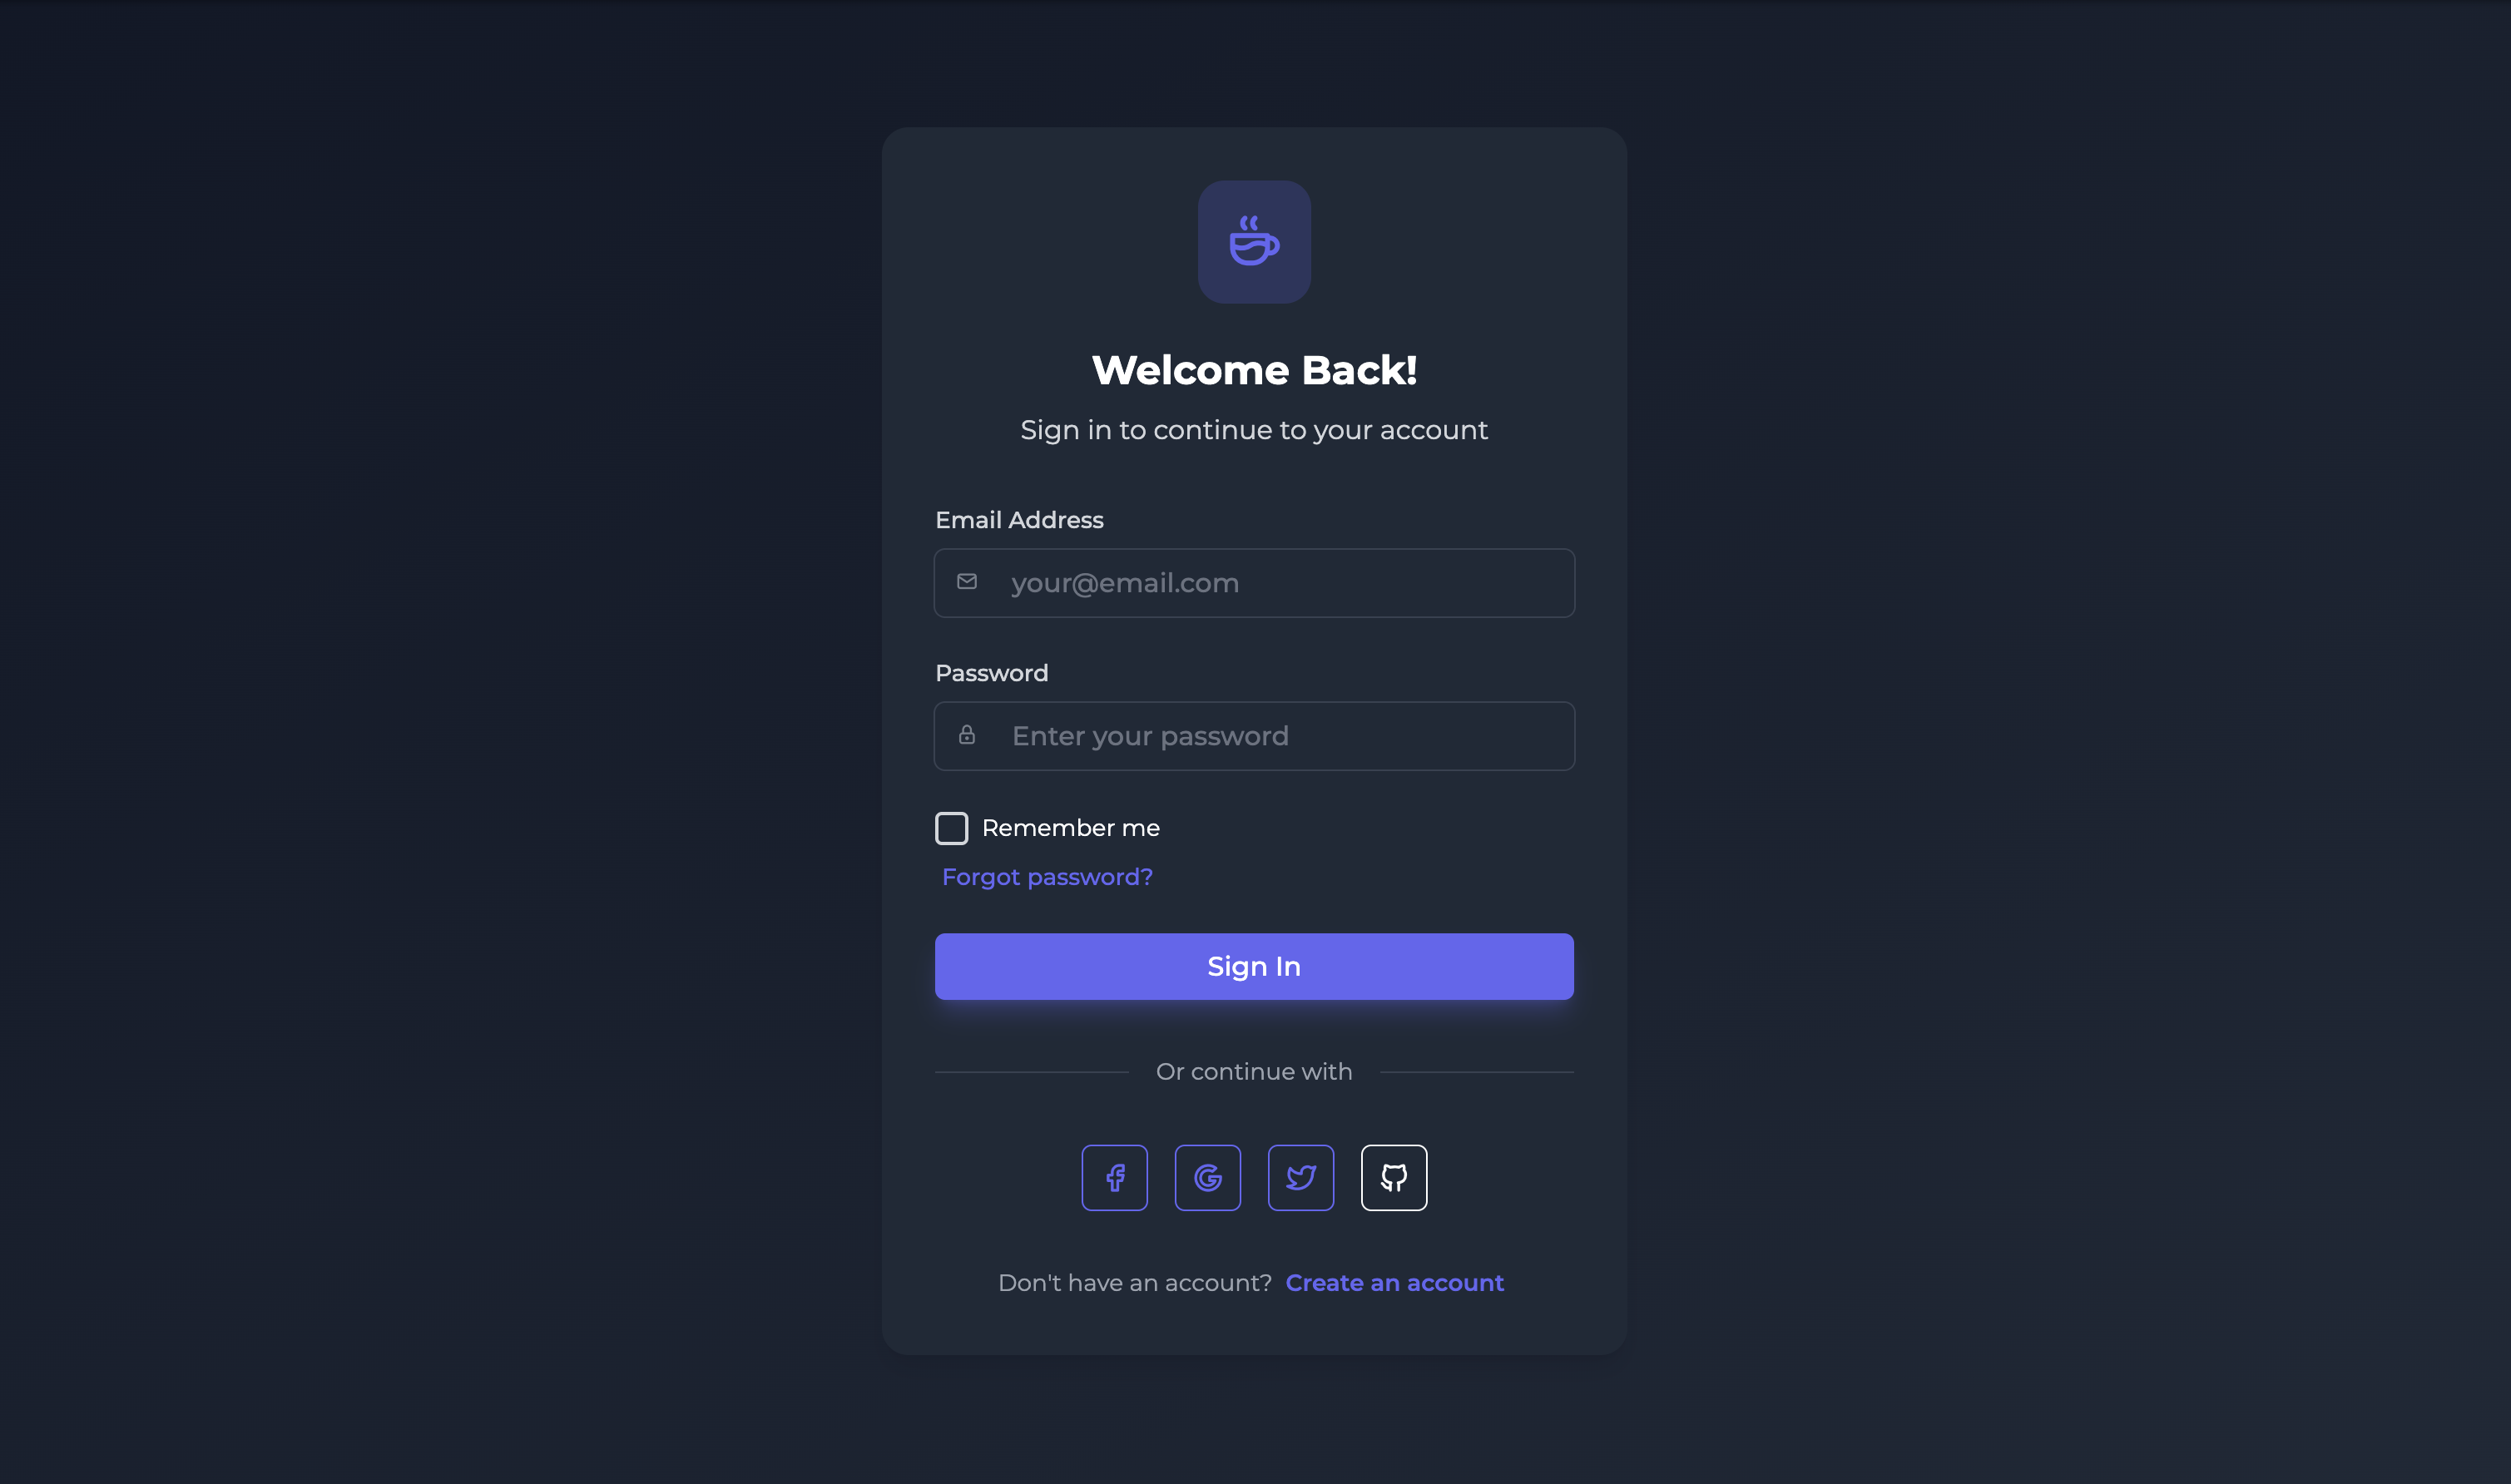 Welcome Back!
Sign in to continue to your account
Email Address
your@email.com
Password
Enter your password
Remember me
Forgot password?
Sign In
Or continue with
Don't have an account? Create an account